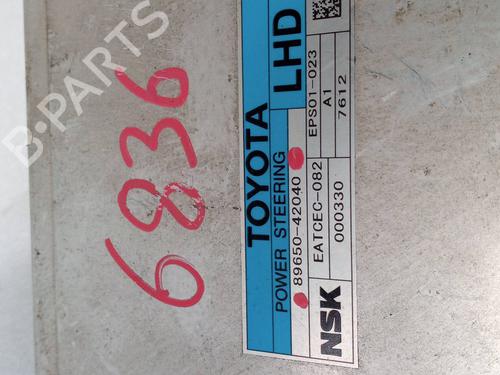 B-PARTS
6836
TOYOTA LHD
POWER STEERING
89650-42040 EPS01-023
EATCEC-082 A1
NSK 000330 7612